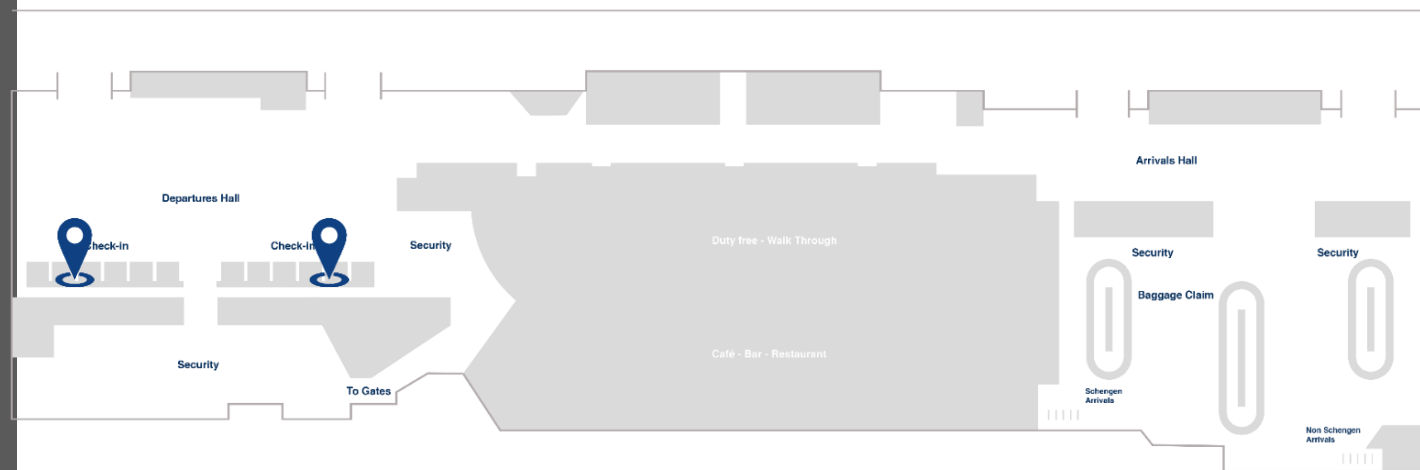 Arrivals Hall
Departures Hall
Duty free - Walk Through
Check-in
Check-in
Security
Security
Security
Baggage Claim
Café - Bar - Restaurant
Security
To Gates
Schengen
Arrivals
Non Schengen
Arrivals